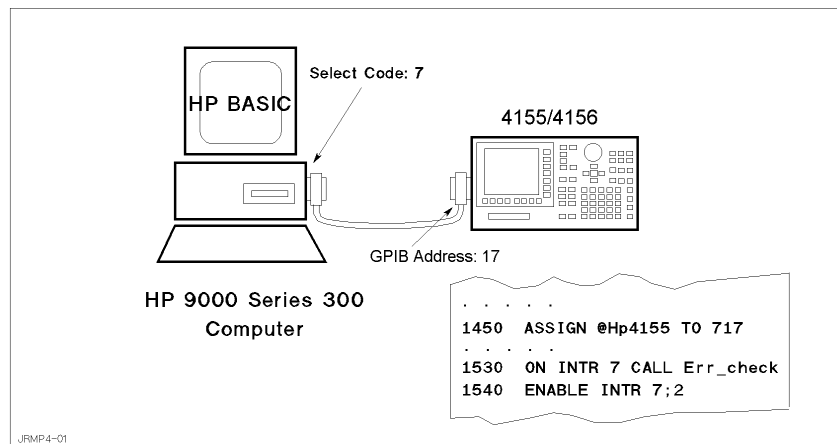 Select Code: 7
HP BASIC
4155/4156
GPIB Address: 17
HP 9000 Series 300
Computer
. . . . .
1450 ASSIGN @Hp4155 TO 717
. . . . .
1530 ON INTR 7 CALL Err_check
1540 ENABLE INTR 7;2
JRMP4-01